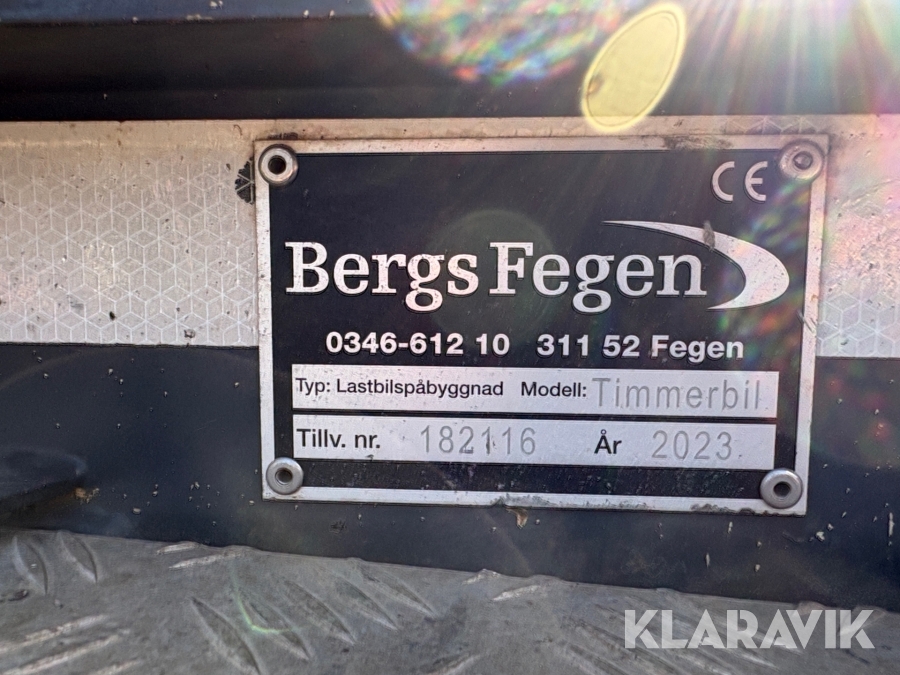 CE
Bergs Fegen
0346-612 10 311 52 Fegen
Typ: Lastbilspåbyggnad Modell: Timmerbil
Tillv. nr. 182116 År 2023
KLARAVIK